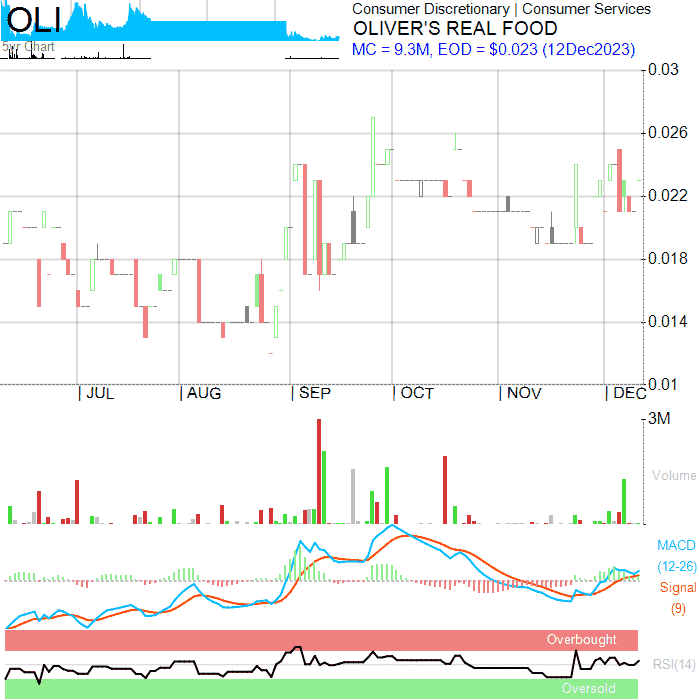 OLI
5yr Chart
Consumer Discretionary | Consumer Services
OLIVER'S REAL FOOD
MC = 9.3M, EOD = $0.023 (12Dec2023)
0.03
0.026
0.022
0.018
0.014
0.01
JUL
AUG
SEP
OCT
NOV
DEC
3M
Volume
MACD
(12-26)
Signal
(9)
Overbought
RSI(14)
Oversold